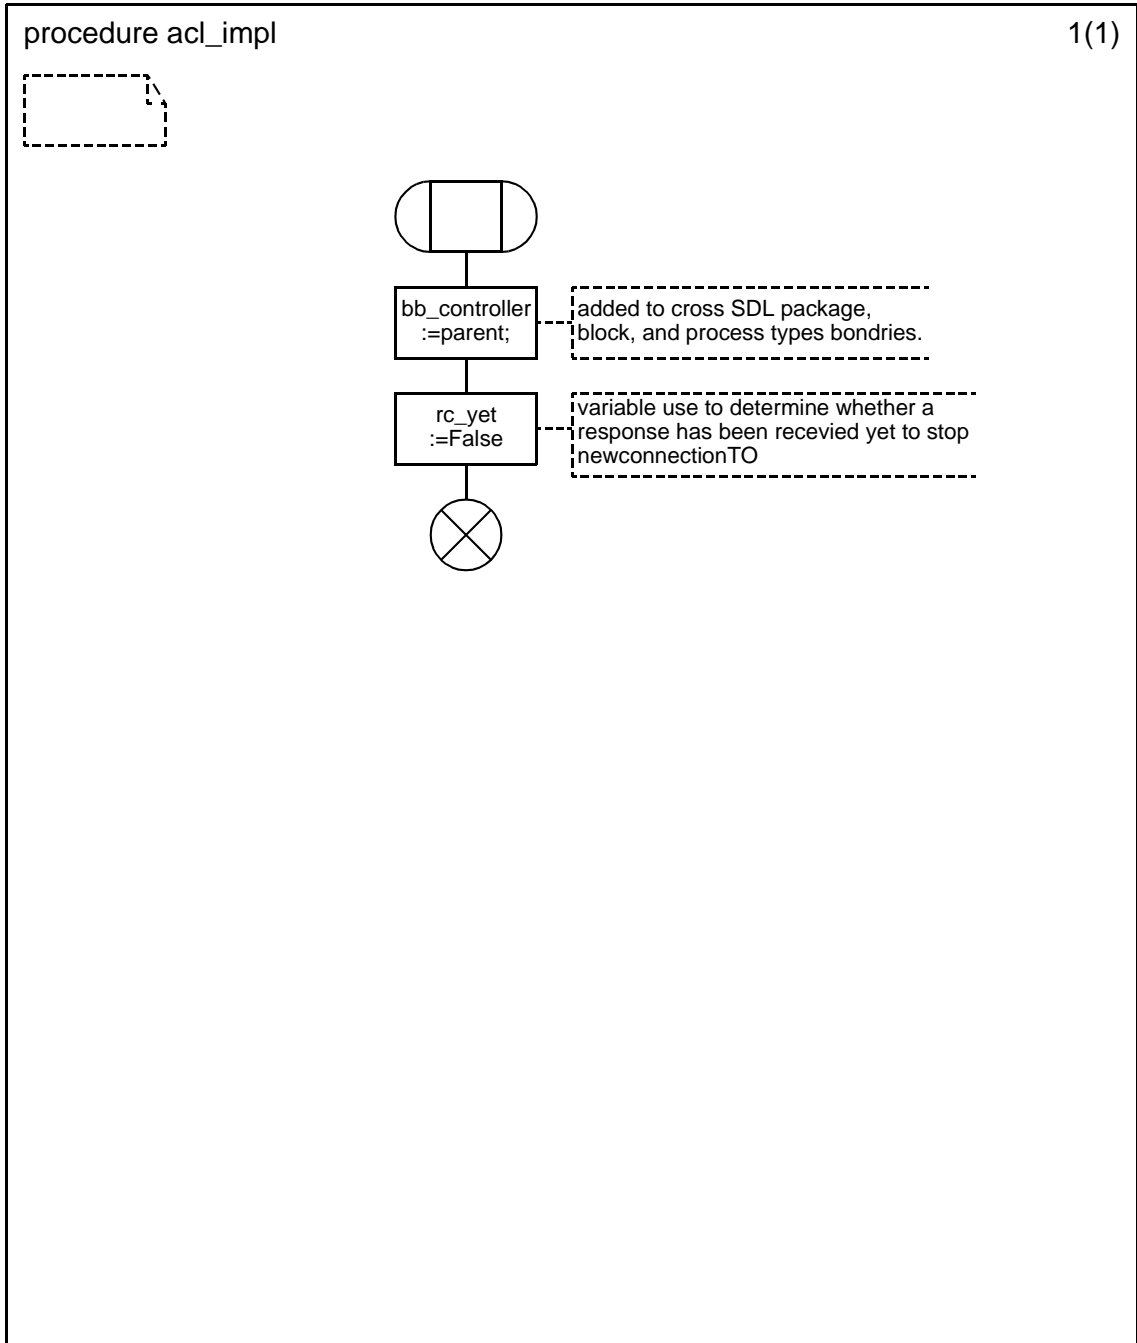 procedure acl_impl
1(1)
bb_controller
:=parent;
added to cross SDL package,
block, and process types bondries.
rc_yet
:=False
variable use to determine whether a
response has been recevied yet to stop
newconnectionTO